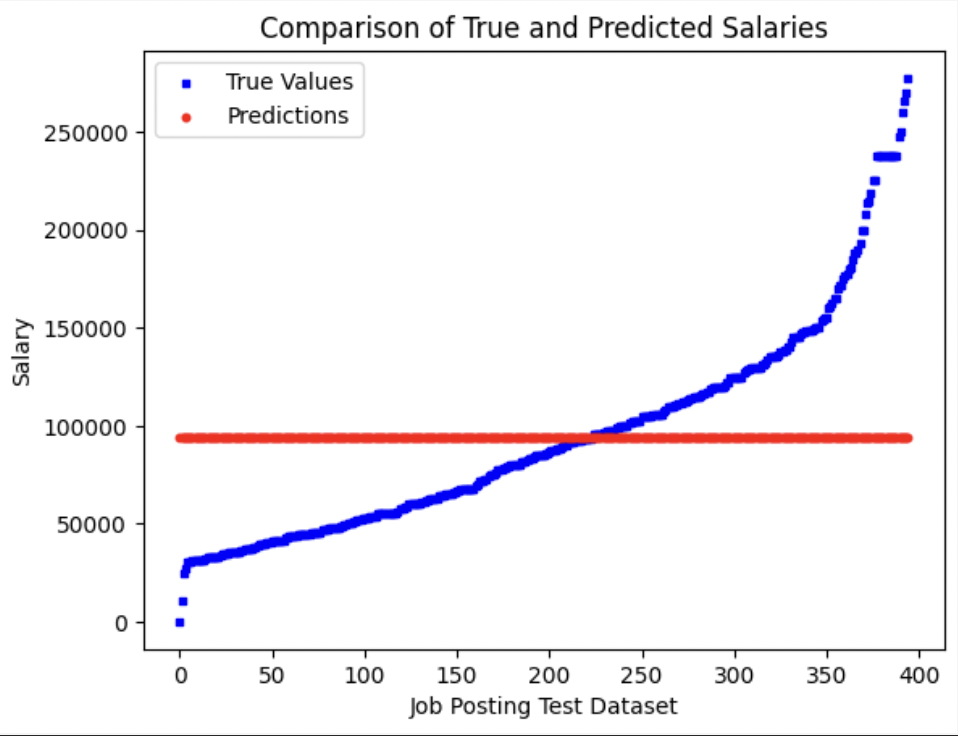 Comparison of True and Predicted Salaries
True Values
Predictions
250000
200000
150000
100000
50000
0
Salary
0 50 100 150 200 250 300 350 400
Job Posting Test Dataset